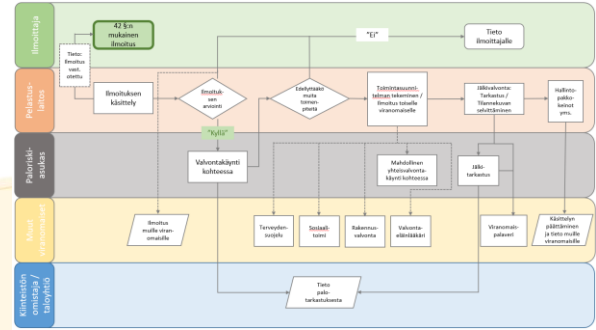 Ilmoittaja
42 §:n
mukainen
ilmoitus
"Ei"
Tieto
ilmoittajalle
Tieto:
Ilmoitus
vast.
otettu
Pelastus-
laitos
Ilmoituksen
käsittely
Ilmoituk-
sen
arviointi
Edellyttääkö
muita
toimen-
piteitä
Toimintasuunni-
telman tekeminen /
Ilmoitus toiselle
viranomaiselle
Jälkivalvonta:
Tarkastus /
Tilannekuvan
selvittäminen
Hallinto-
pakko-
keinot
yms.
"Kyllä"
Paloriski-
asukas
Valvontakäynti
kohteessa
Mahdollinen
yhteisvalvonta-
käynti kohteessa
Jälki-
tarkastus
Muut
viranomaiset
Ilmoitus
muille viran-
omaisille
Terveyden-
suojelu
Sosiaali-
toimi
Rakennus-
valvonta
Valvonta-
eläinlääkäri
Viranomais-
palaveri
Käsittelyn
päättäminen
ja tieto muille
viranomaisille
Kiinteistön
omistaja /
taloyhtiö
Tieto
palo-
tarkastuksesta